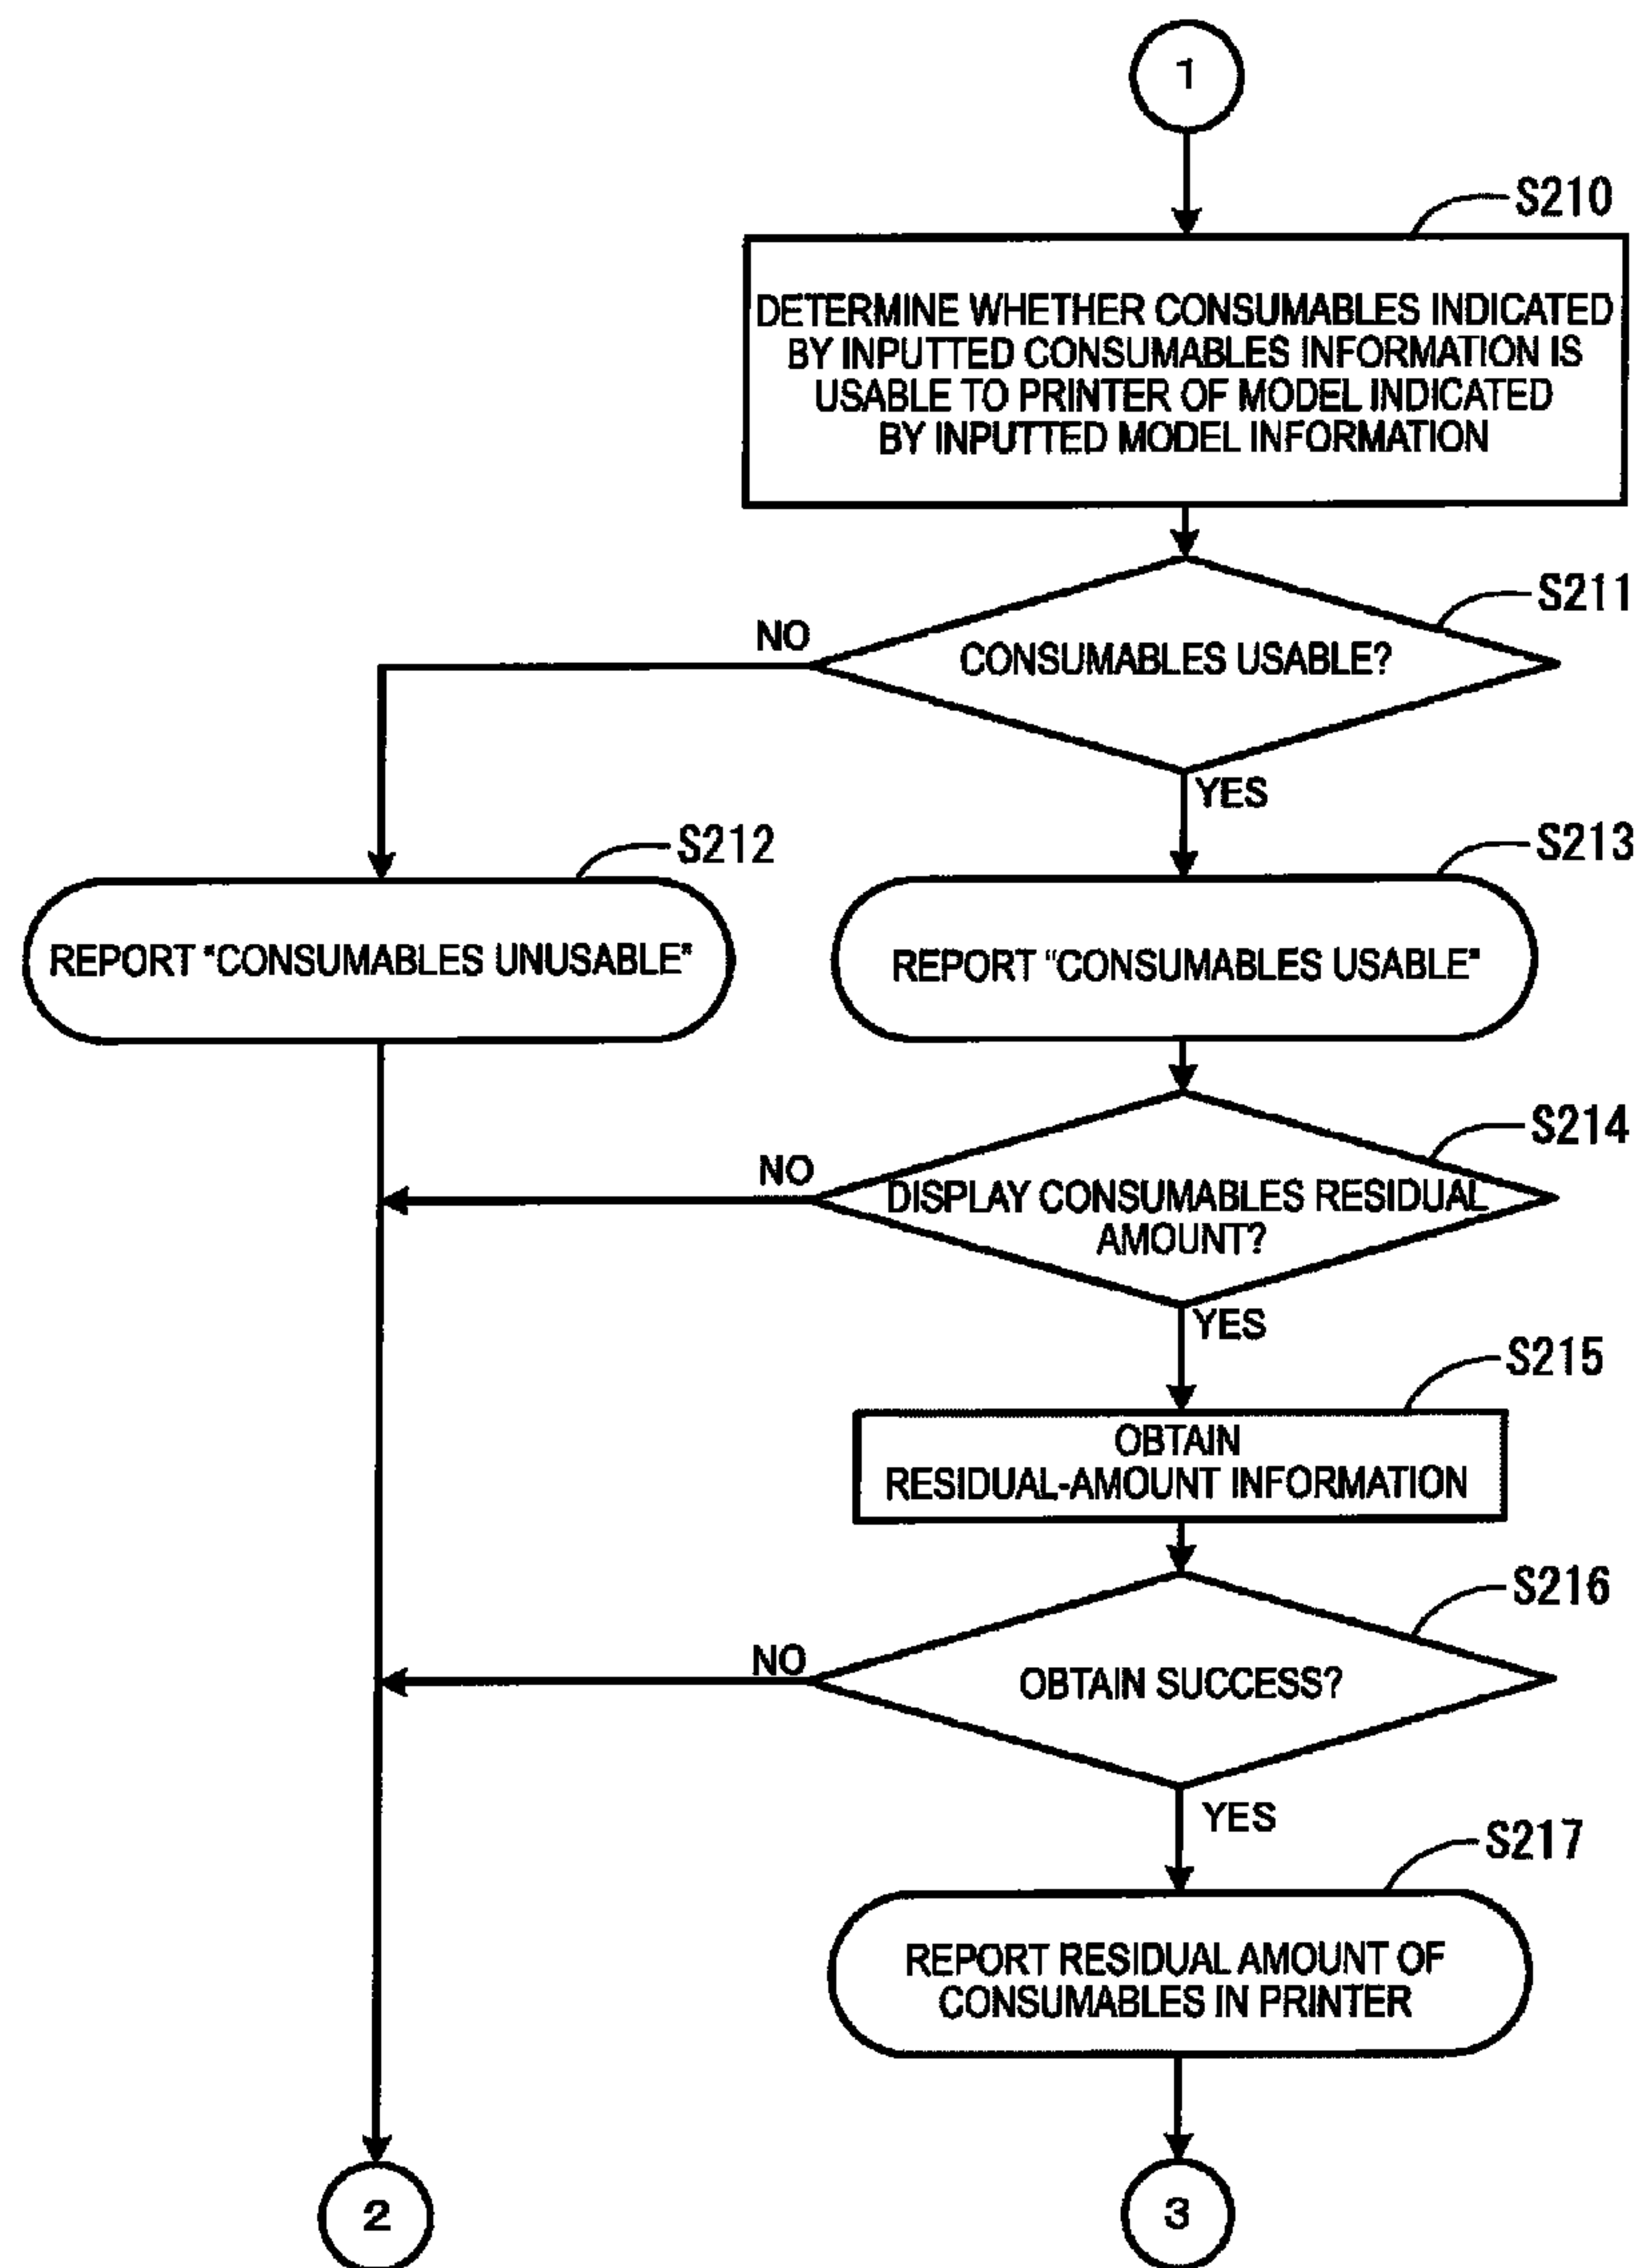 1
S210
DETERMINE WHETHER CONSUMABLES INDICATED
BY INPUTTED CONSUMABLES INFORMATION IS
USABLE TO PRINTER OF MODEL INDICATED
BY INPUTTED MODEL INFORMATION
S211
NO
CONSUMABLES USABLE?
YES
S212
S213
REPORT "CONSUMABLES UNUSABLE"
REPORT "CONSUMABLES USABLE"
S214
NO
DISPLAY CONSUMABLES RESIDUAL
AMOUNT?
YES
S215
OBTAIN
RESIDUAL-AMOUNT INFORMATION
S216
NO
OBTAIN SUCCESS?
YES
S217
REPORT RESIDUAL AMOUNT OF
CONSUMABLES IN PRINTER
2
3